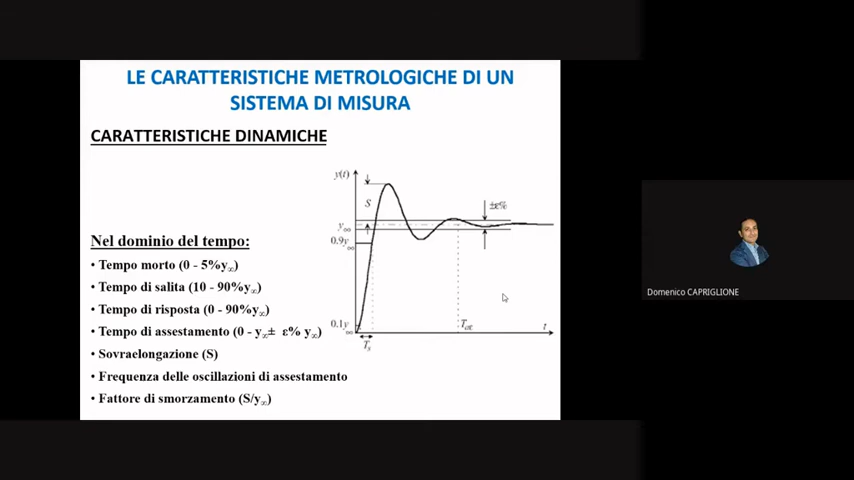 LE CARATTERISTICHE METROLOGICHE DI UN
SISTEMA DI MISURA
CARATTERISTICHE DINAMICHE
y(t)
S
±ε%
y∞
0.9y∞
0.1y∞
Ts
Tas
t
Nel dominio del tempo:
• Tempo morto (0 - 5%y∞)
• Tempo di salita (10 - 90%y∞)
• Tempo di risposta (0 - 90%y∞)
• Tempo di assestamento (0 - y∞± ε% y∞)
• Sovraelongazione (S)
• Frequenza delle oscillazioni di assestamento
• Fattore di smorzamento (S/y∞)
Domenico CAPRIGLIONE